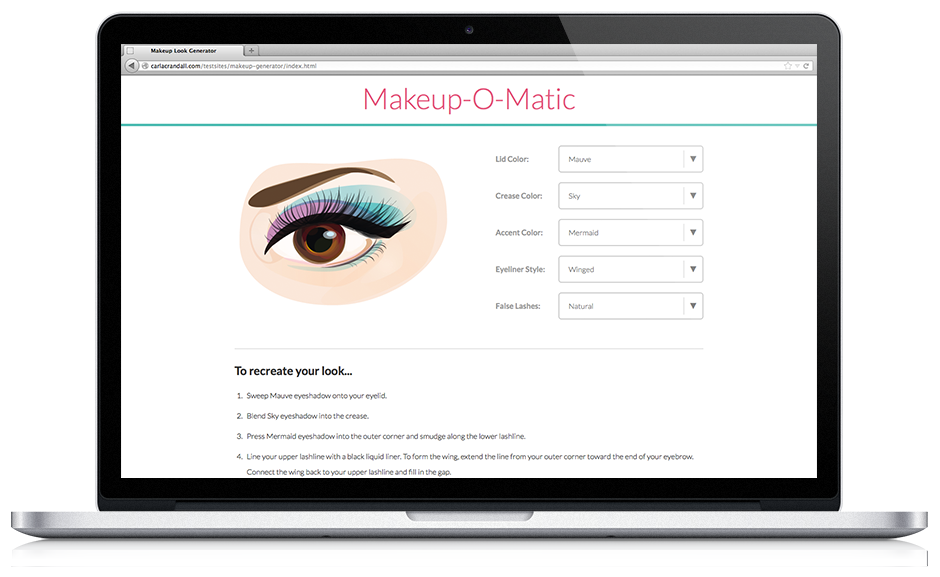 Makeup Look Generator
carlacrandall.com/testsites/makeup-generator/index.html
Makeup-O-Matic
Lid Color: Mauve
Crease Color: Sky
Accent Color: Mermaid
Eyeliner Style: Winged
False Lashes: Natural
To recreate your look...
1. Sweep Mauve eyeshadow onto your eyelid.
2. Blend Sky eyeshadow into the crease.
3. Press Mermaid eyeshadow into the outer corner and smudge along the lower lashline.
4. Line your upper lashline with a black liquid liner. To form the wing, extend the line from your outer corner toward the end of your eyebrow.
Connect the wing back to your upper lashline and fill in the gap.